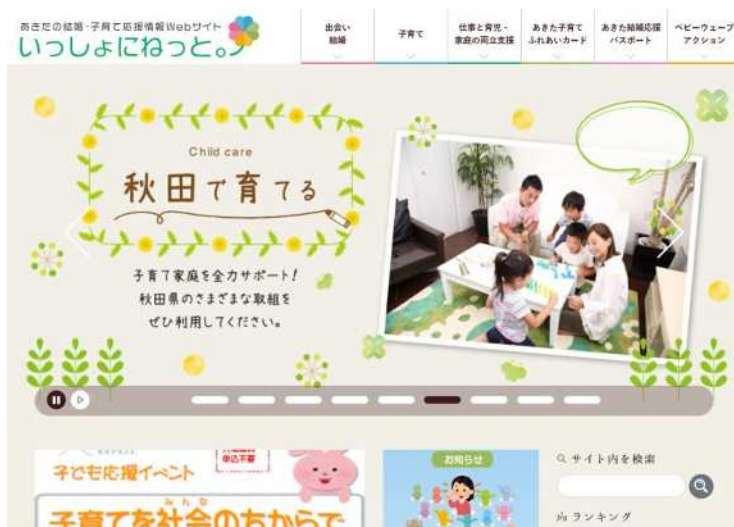 あきたの結婚・子育て応援情報Webサイト
いっしょにねっと。
出会い
結婚
子育て
仕事と育児・
家庭の両立支援
あきた子育て
ふれあいカード
あきた結婚応援
パスポート
ベビーウェーブ
アクション
Child care
秋田で育てる
子育て家庭を全力サポート!
秋田県のさまざまな取組を
ぜひ利用してください。
申込不要
子ども応援イベント
みんな
子育てを社会のちからで
お知らせ
サイト内を検索
ランキング